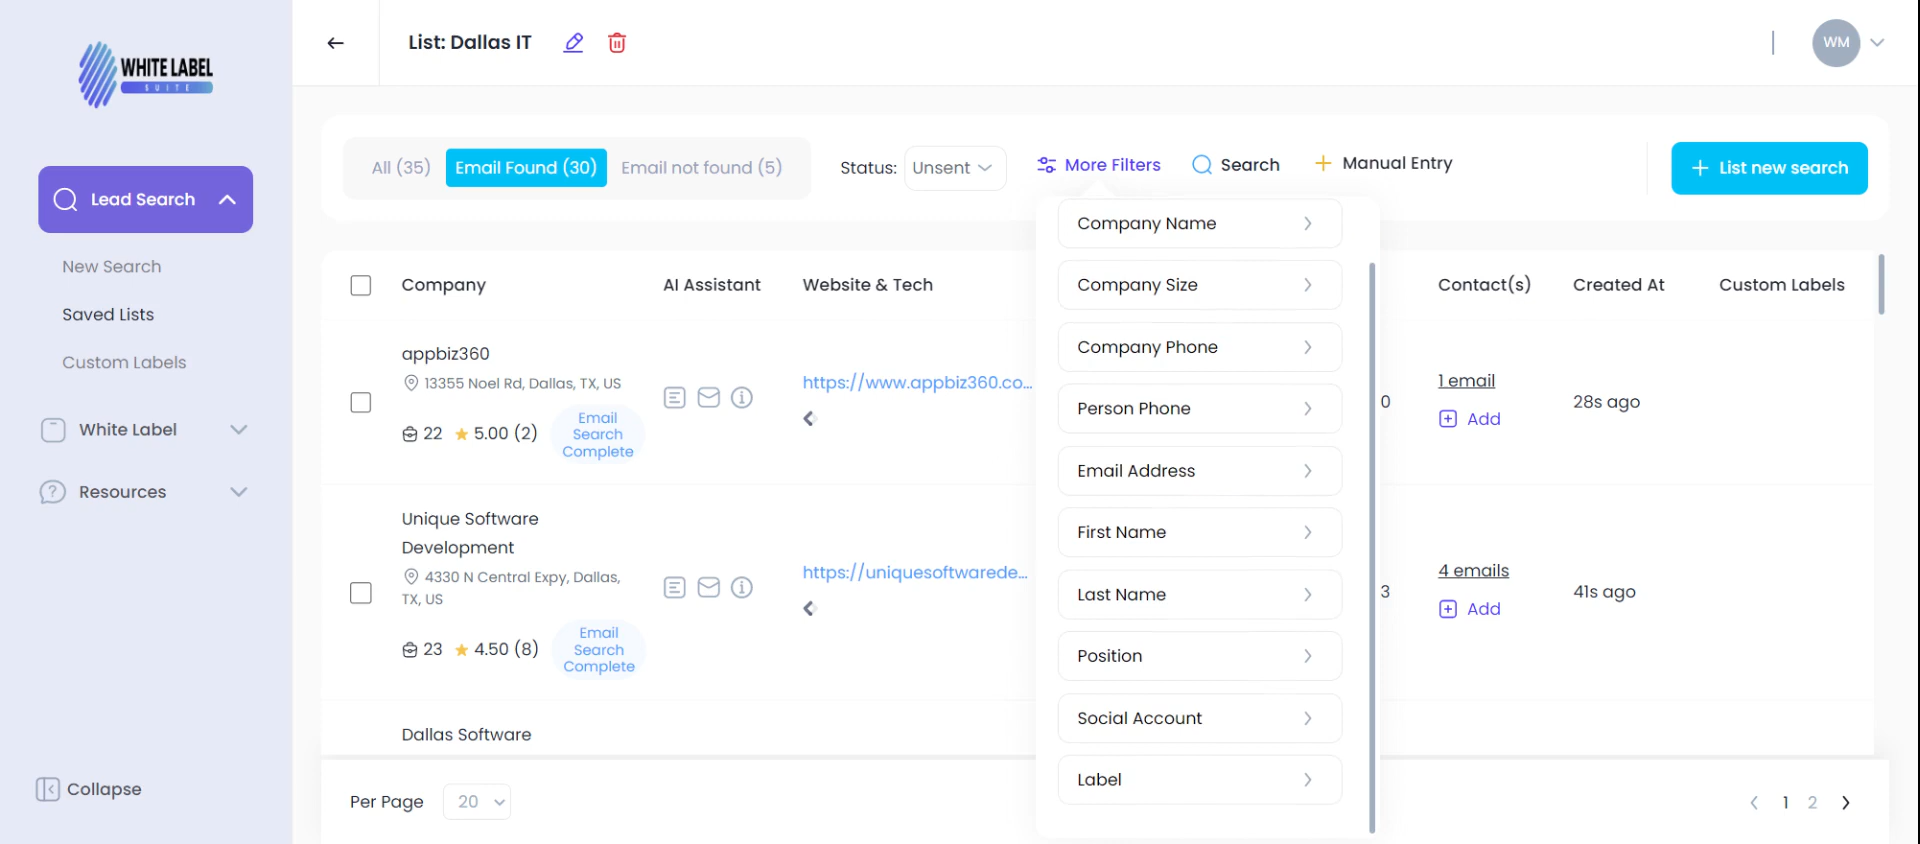 WHITE LABEL
SUITE
List: Dallas IT
WM
Lead Search
New Search
Saved Lists
Custom Labels
White Label
Resources
Collapse
All (35)
Email Found (30)
Email not found (5)
Status:
Unsent
More Filters
Search
Manual Entry
List new search
Company Name
Company Size
Company Phone
Person Phone
Email Address
First Name
Last Name
Position
Social Account
Label
Company
AI Assistant
Website & Tech
Contact(s)
Created At
Custom Labels
appbiz360
13355 Noel Rd, Dallas, TX, US
22
5.00 (2)
Email
Search
Complete
https://www.appbiz360.co...
0
1 email
Add
28s ago
Unique Software
Development
4330 N Central Expy, Dallas,
TX, US
23
4.50 (8)
Email
Search
Complete
https://uniquesoftwarede...
3
4 emails
Add
41s ago
Dallas Software
Per Page
20
1
2